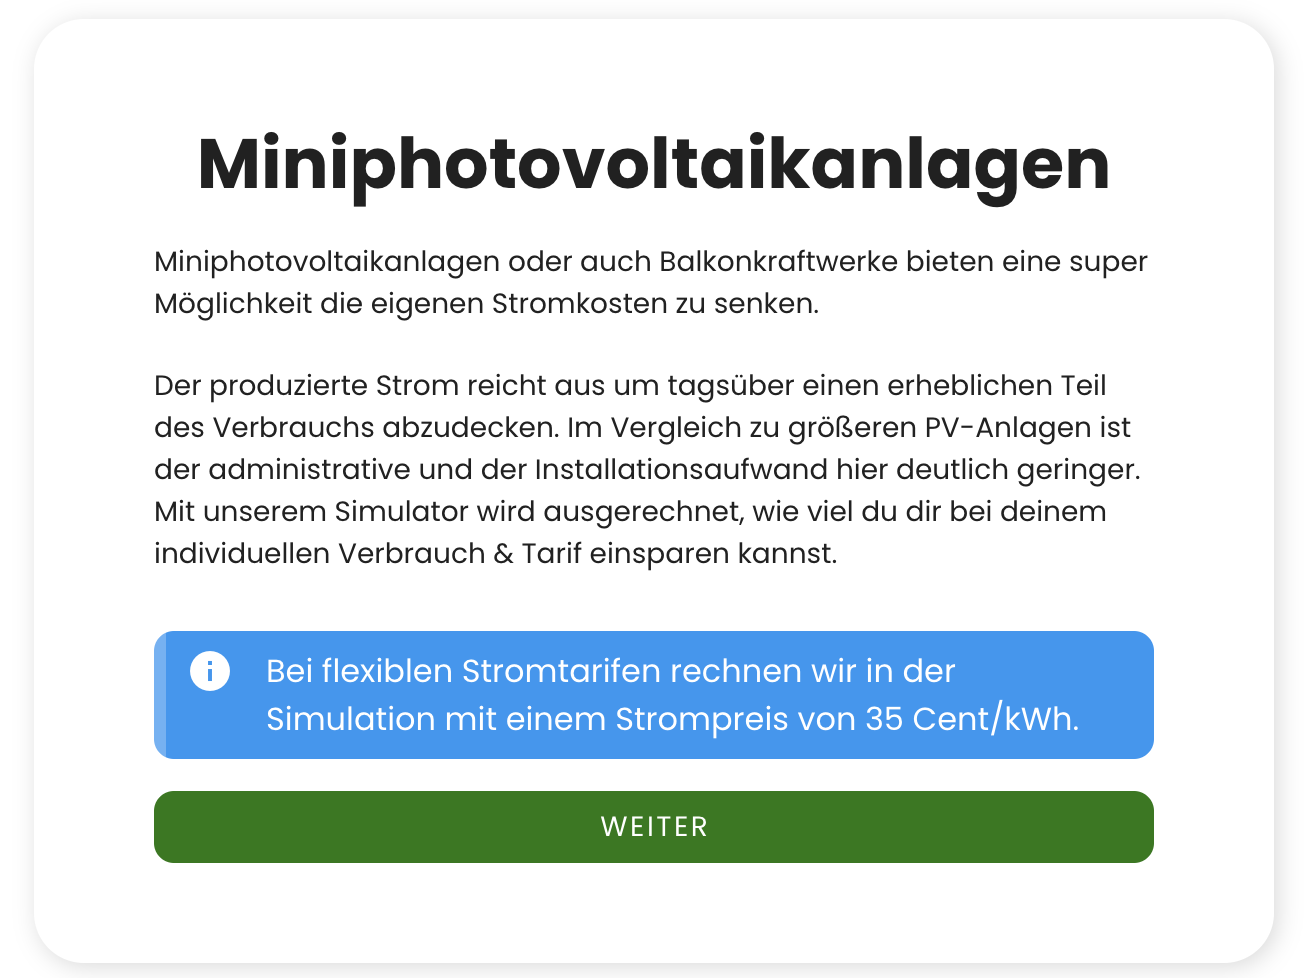 Miniphotovoltaikanlagen
Miniphotovoltaikanlagen oder auch Balkonkraftwerke bieten eine super
Möglichkeit die eigenen Stromkosten zu senken.
Der produzierte Strom reicht aus um tagsüber einen erheblichen Teil
des Verbrauchs abzudecken. Im Vergleich zu größeren PV-Anlagen ist
der administrative und der Installationsaufwand hier deutlich geringer.
Mit unserem Simulator wird ausgerechnet, wie viel du dir bei deinem
individuellen Verbrauch & Tarif einsparen kannst.
Bei flexiblen Stromtarifen rechnen wir in der
Simulation mit einem Strompreis von 35 Cent/kWh.
WEITER